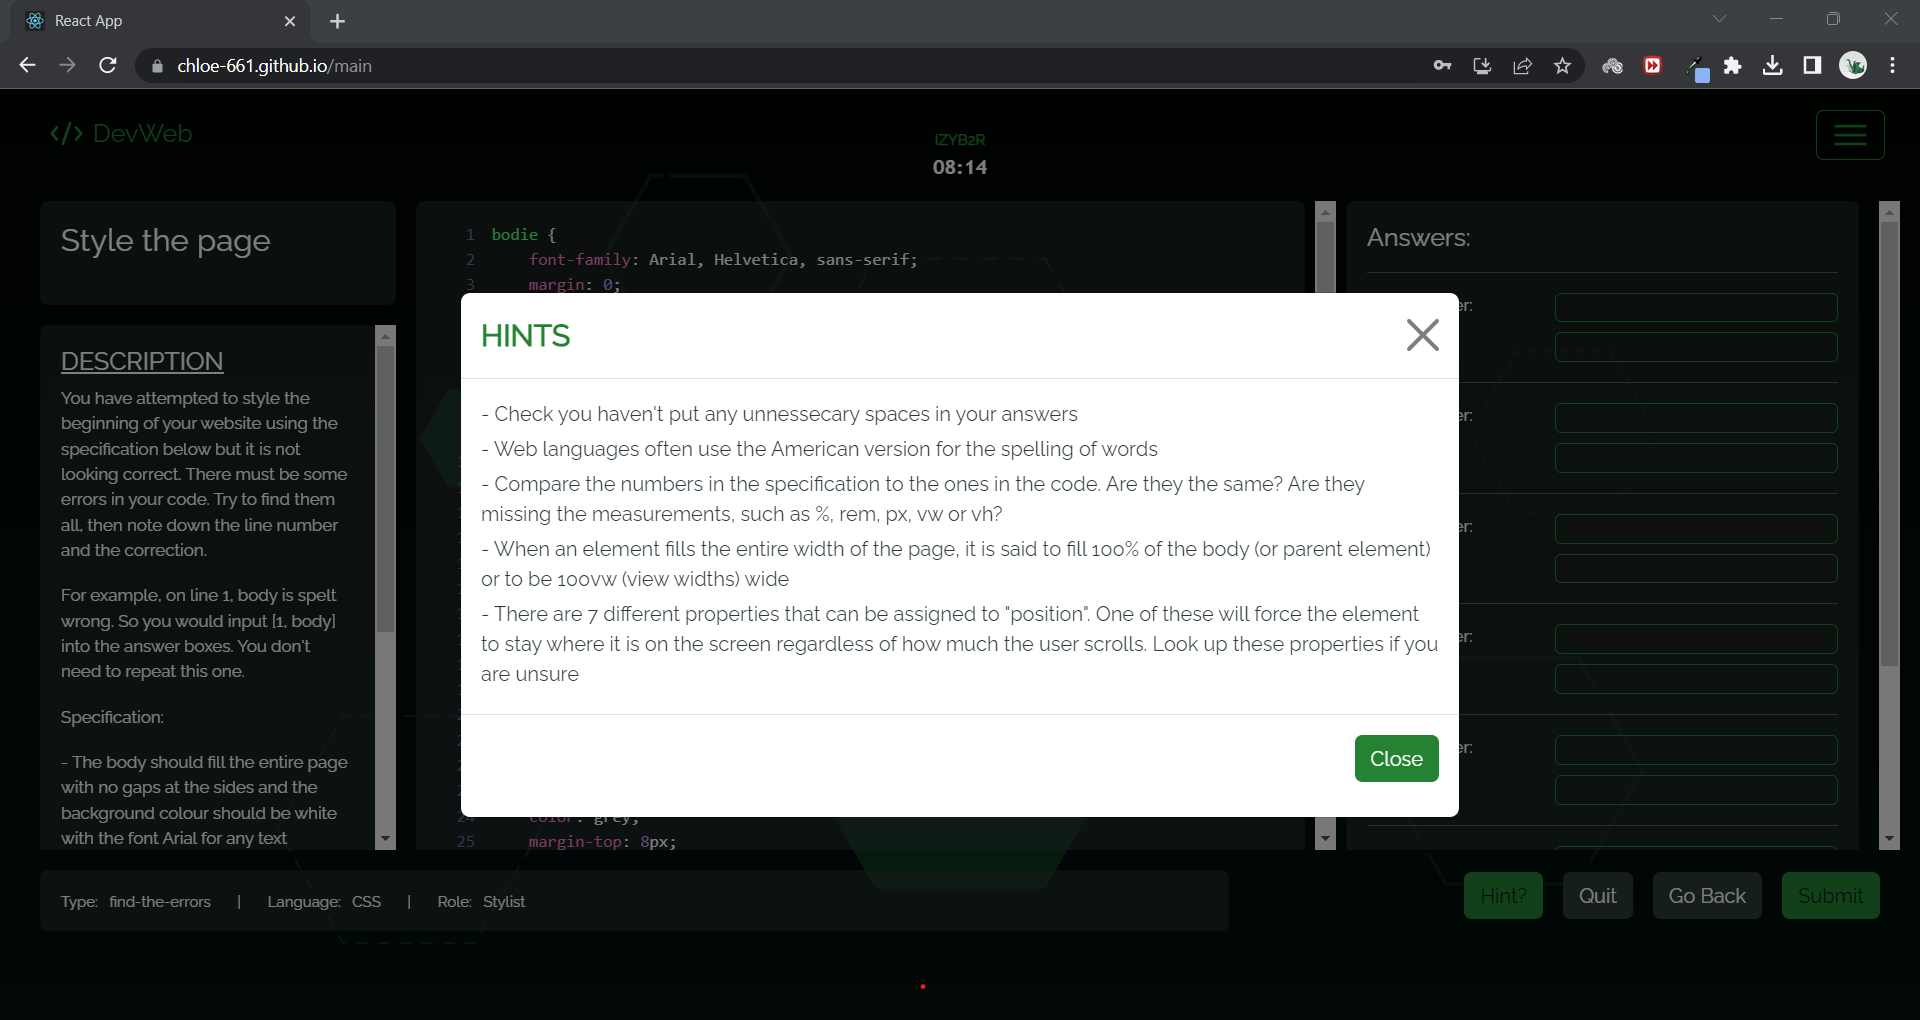 React App
chloe-661.github.io/main
</> DevWeb
IZYB2R
08:14
Style the page
DESCRIPTION
You have attempted to style the
beginning of your website using the
specification below but it is not
looking correct. There must be some
errors in your code. Try to find them
all, then note down the line number
and the correction.
For example, on line 1, body is spelt
wrong. So you would input [1, body]
into the answer boxes. You don't
need to repeat this one.
Specification:
- The body should fill the entire page
with no gaps at the sides and the
background colour should be white
with the font Arial for any text
1 bodie {
2 font-family: Arial, Helvetica, sans-serif;
3 margin: 0;
HINTS
- Check you haven't put any unnessecary spaces in your answers
- Web languages often use the American version for the spelling of words
- Compare the numbers in the specification to the ones in the code. Are they the same? Are they
missing the measurements, such as %, rem, px, vw or vh?
- When an element fills the entire width of the page, it is said to fill 100% of the body (or parent element)
or to be 100vw (view widths) wide
- There are 7 different properties that can be assigned to "position". One of these will force the element
to stay where it is on the screen regardless of how much the user scrolls. Look up these properties if you
are unsure
Close
24 color: grey;
25 margin-top: 8px;
Answers:
er:
er:
er:
er:
er:
Type: find-the-errors | Language: CSS | Role: Stylist
Hint?
Quit
Go Back
Submit